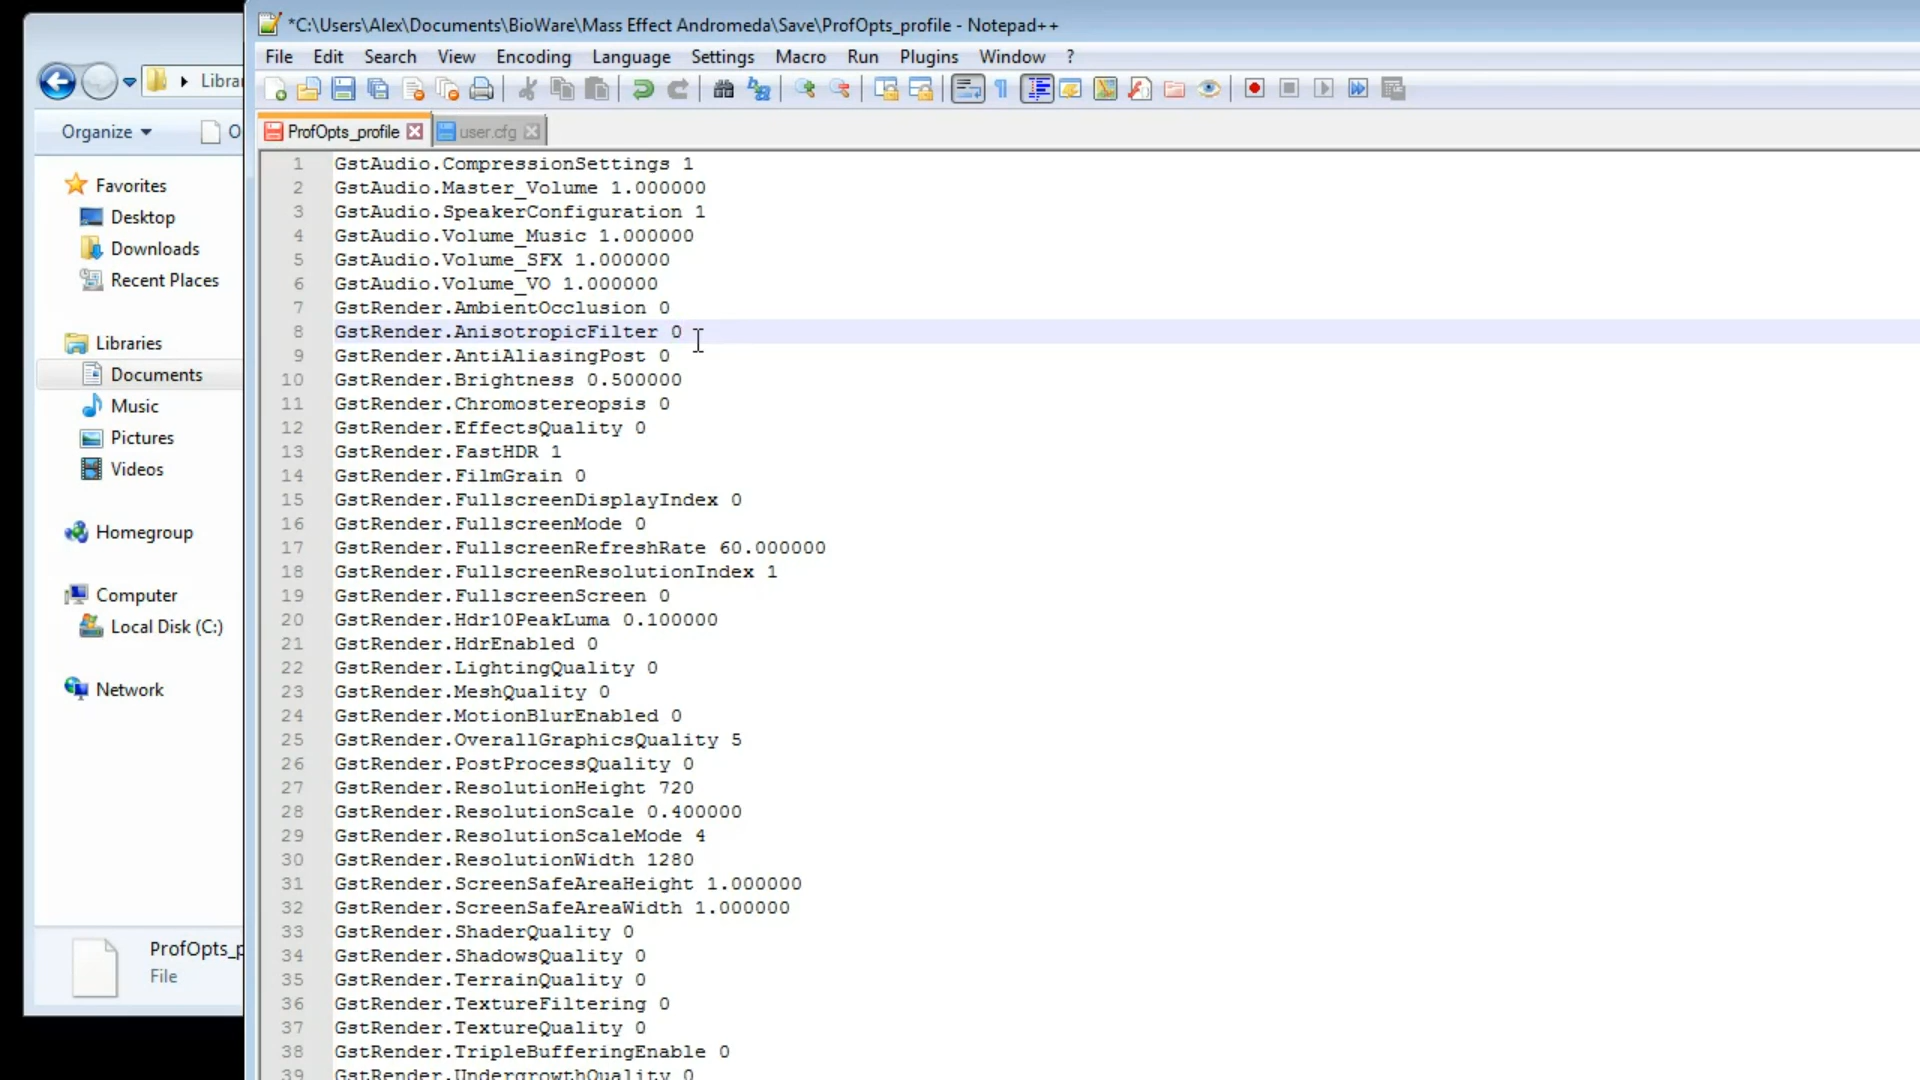 *C:\Users\Alex\Documents\BioWare\Mass Effect Andromeda\Save\ProfOpts_profile - Notepad++
File Edit Search View Encoding Language Settings Macro Run Plugins Window ?
ProfOpts_profile user.cfg
Librar
Organize O
Favorites
Desktop
Downloads
Recent Places
Libraries
Documents
Music
Pictures
Videos
Homegroup
Computer
Local Disk (C:)
Network
ProfOpts_p
File
1 GstAudio.CompressionSettings 1
2 GstAudio.Master_Volume 1.000000
3 GstAudio.SpeakerConfiguration 1
4 GstAudio.Volume_Music 1.000000
5 GstAudio.Volume_SFX 1.000000
6 GstAudio.Volume_VO 1.000000
7 GstRender.AmbientOcclusion 0
8 GstRender.AnisotropicFilter 0
9 GstRender.AntiAliasingPost 0
10 GstRender.Brightness 0.500000
11 GstRender.Chromostereopsis 0
12 GstRender.EffectsQuality 0
13 GstRender.FastHDR 1
14 GstRender.FilmGrain 0
15 GstRender.FullscreenDisplayIndex 0
16 GstRender.FullscreenMode 0
17 GstRender.FullscreenRefreshRate 60.000000
18 GstRender.FullscreenResolutionIndex 1
19 GstRender.FullscreenScreen 0
20 GstRender.Hdr10PeakLuma 0.100000
21 GstRender.HdrEnabled 0
22 GstRender.LightingQuality 0
23 GstRender.MeshQuality 0
24 GstRender.MotionBlurEnabled 0
25 GstRender.OverallGraphicsQuality 5
26 GstRender.PostProcessQuality 0
27 GstRender.ResolutionHeight 720
28 GstRender.ResolutionScale 0.400000
29 GstRender.ResolutionScaleMode 4
30 GstRender.ResolutionWidth 1280
31 GstRender.ScreenSafeAreaHeight 1.000000
32 GstRender.ScreenSafeAreaWidth 1.000000
33 GstRender.ShaderQuality 0
34 GstRender.ShadowsQuality 0
35 GstRender.TerrainQuality 0
36 GstRender.TextureFiltering 0
37 GstRender.TextureQuality 0
38 GstRender.TripleBufferingEnable 0
39 GstRender.UndergrowthQuality 0